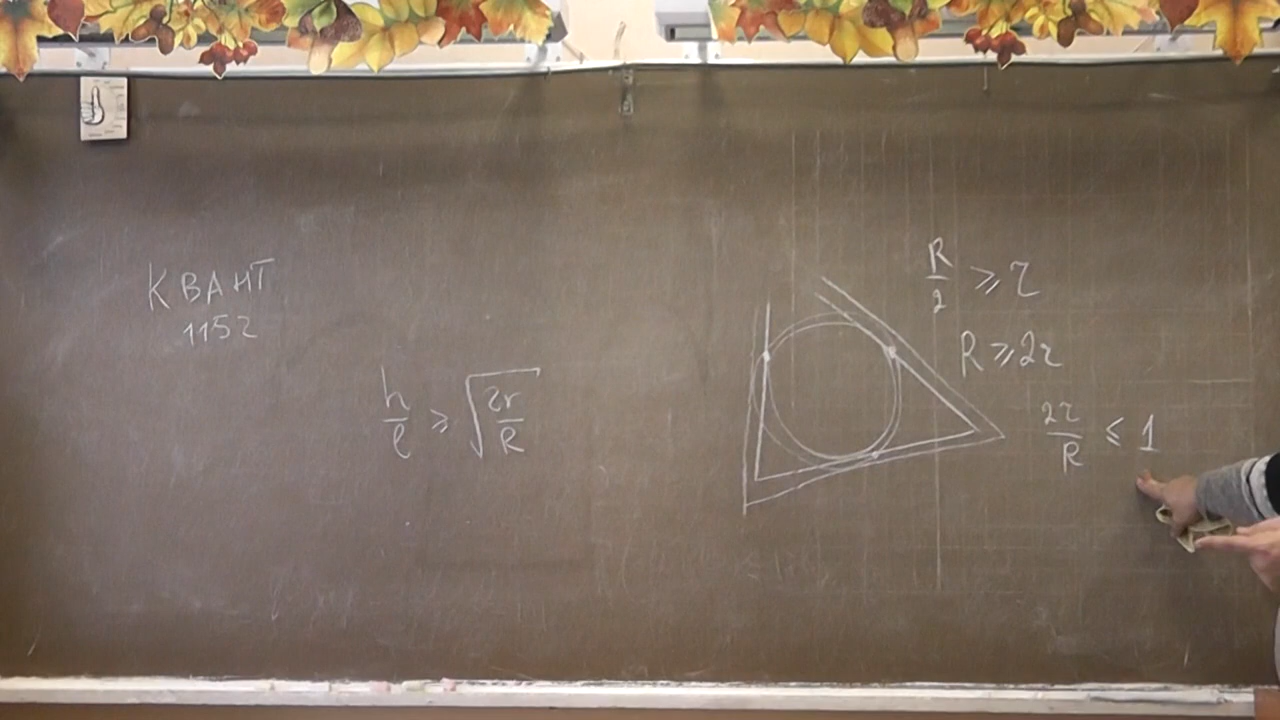 КВАНТ
1152
h/l ⩾ √(2r/R)
R/2 ⩾ r
R ⩾ 2r
2r/R ⩽ 1